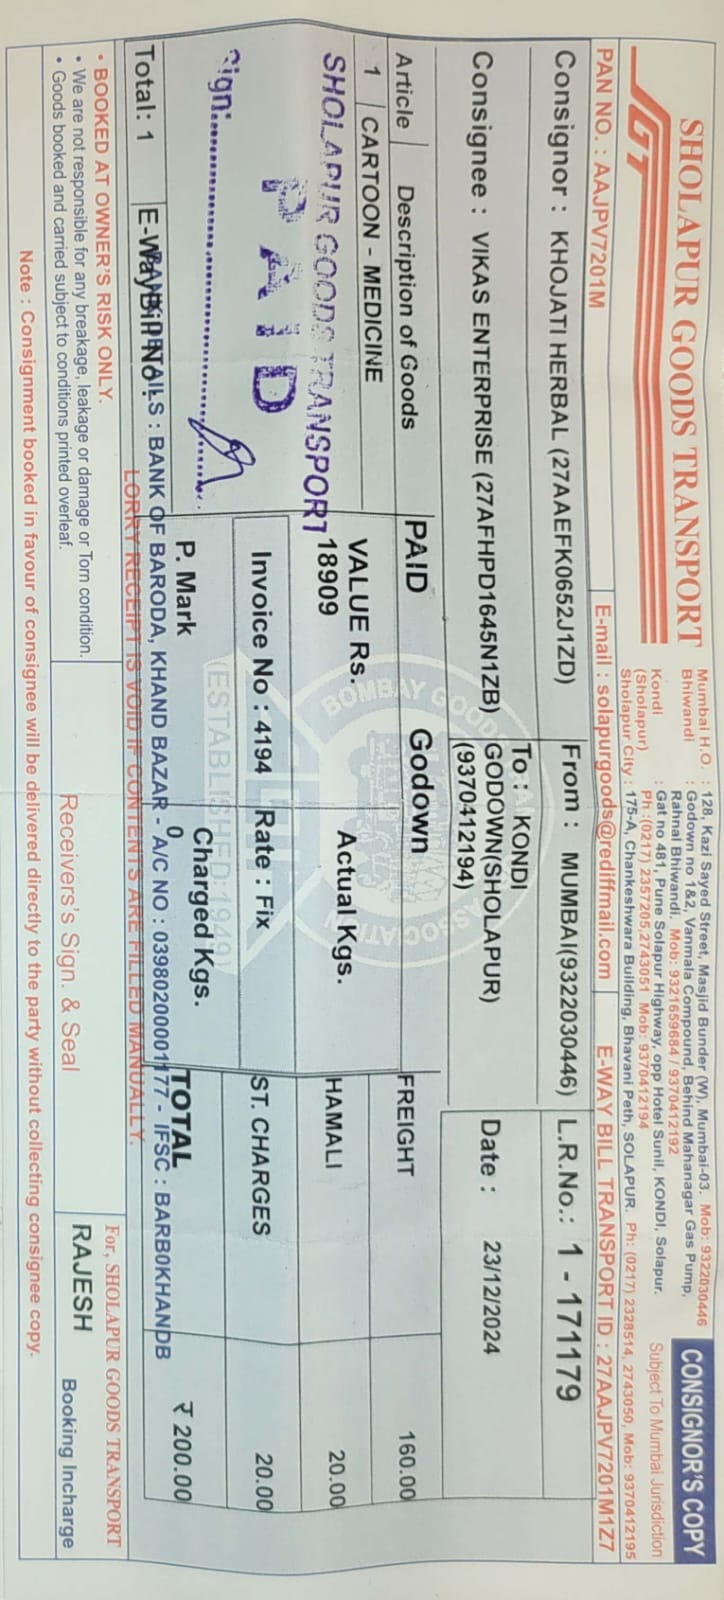 SHOLAPUR GOODS TRANSPORT
SGT
Mumbai H.O. : 128, Kazi Sayed Street, Masjid Bunder (W), Mumbai-03. Mob: 9322030446
Bhiwandi : Godown no 1&2, Vanmala Compound, Behind Mahanagar Gas Pump,
Rahnal Bhiwandi. Mob: 9321659684 / 9370412192
Kondi : Gat no 481, Pune Solapur Highway, opp Hotel Sunil, KONDI, Solapur.
(Sholapur) Ph :(0217) 2357205,2743051 Mob: 9370412194
Sholapur City : 175-A, Chankeshwara Building, Bhavani Peth, SOLAPUR. Ph: (0217) 2328514, 2743050, Mob: 9370412195
CONSIGNOR'S COPY
Subject To Mumbai Jurisdiction
PAN NO. : AAJPV7201M
E-mail : solapurgoods@rediffmail.com
E-WAY BILL TRANSPORT ID : 27AAJPV7201M1Z7
Consignor : KHOJATI HERBAL (27AAEFK0652J1ZD)
From : MUMBAI(9322030446)
L.R.No.: 1 - 171179
Consignee : VIKAS ENTERPRISE (27AFHPD1645N1ZB)
To : KONDI
GODOWN(SHOLAPUR)
(9370412194)
Date : 23/12/2024
Article Description of Goods
PAID Godown
FREIGHT 160.00
1 CARTOON - MEDICINE
VALUE Rs. Actual Kgs.
18909
HAMALI 20.00
SHOLAPUR GOODS TRANSPORT
PAID
Sign:
Invoice No : 4194 Rate : Fix
ST. CHARGES 20.00
P. Mark Charged Kgs.
0
TOTAL ₹ 200.00
BOMBAY GOODS TRANSPORT ASSOCIATION
(ESTABLISHED:1949)
Total: 1 E-WayBill No :
BANK DETAILS : BANK OF BARODA, KHAND BAZAR - A/C NO : 03980200001177 - IFSC : BARB0KHANDB
LORRY RECEIPT IS VOID IF CONTENTS ARE FILLED MANUALLY.
• BOOKED AT OWNER'S RISK ONLY.
• We are not responsible for any breakage, leakage or damage or Torn condition.
• Goods booked and carried subject to conditions printed overleaf.
Receivers's Sign. & Seal
For, SHOLAPUR GOODS TRANSPORT
RAJESH
Booking Incharge
Note : Consignment booked in favour of consignee will be delivered directly to the party without collecting consignee copy.